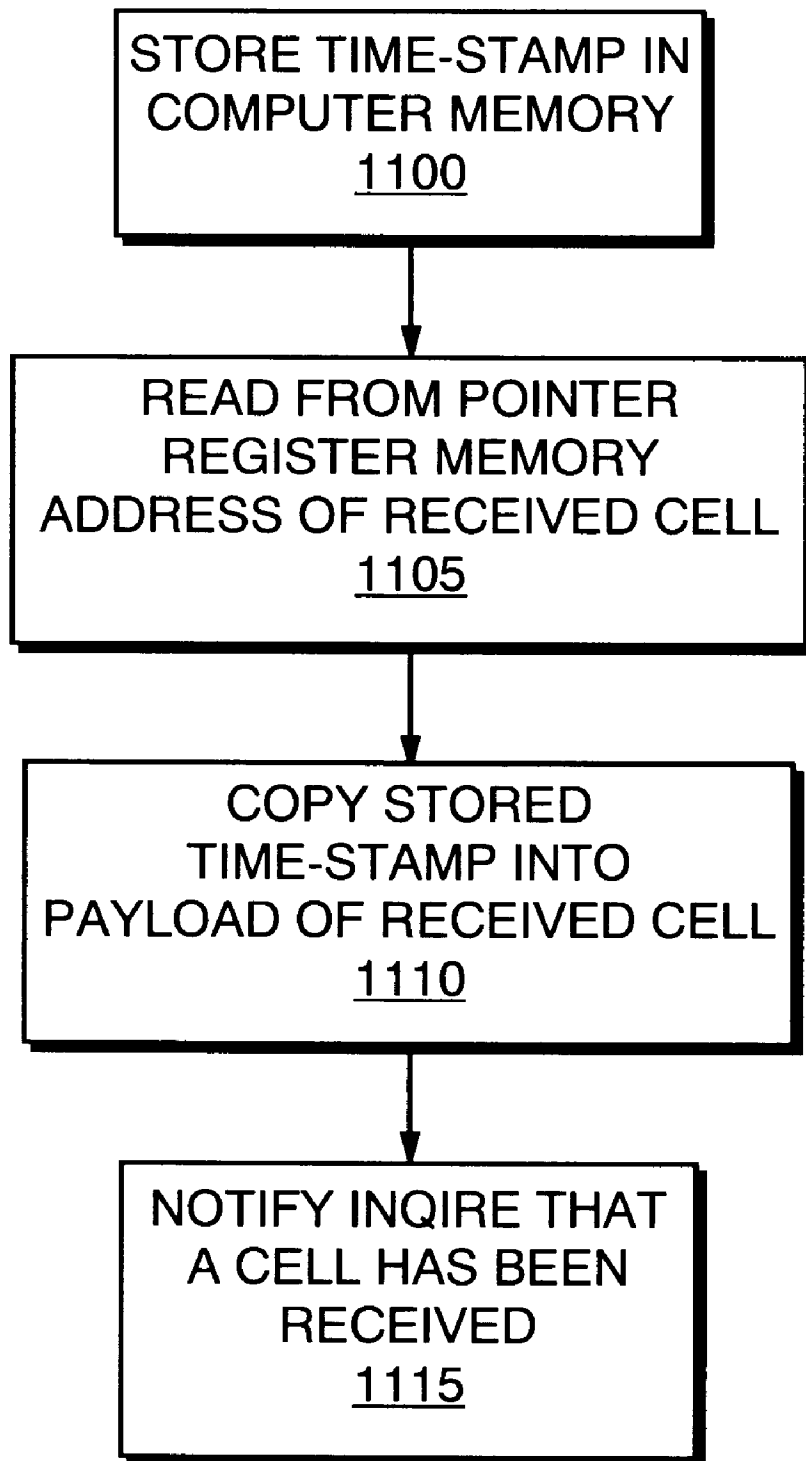 STORE TIME-STAMP IN
COMPUTER MEMORY
1100
READ FROM POINTER
REGISTER MEMORY
ADDRESS OF RECEIVED CELL
1105
COPY STORED
TIME-STAMP INTO
PAYLOAD OF RECEIVED CELL
1110
NOTIFY INQIRE THAT
A CELL HAS BEEN
RECEIVED
1115